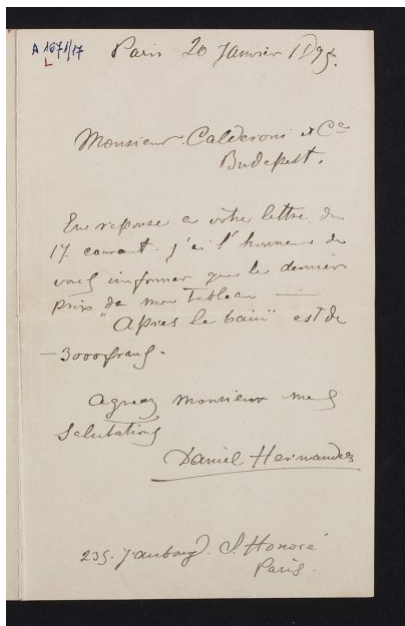 A 1671/17
L
Paris 20 Janvier 1895.
Monsieur Calderoni et Cie
Budapest.
En reponse a votre lettre du
17. courant j'ai l'honneur de
vous informer que le dernier
prix de mon Tableau —
"Apres le bain" est de
— 3000 francs.
Agreez Monsieur mes
Salutations
Daniel Hernandez
235. faubourg. St Honoré
Paris.